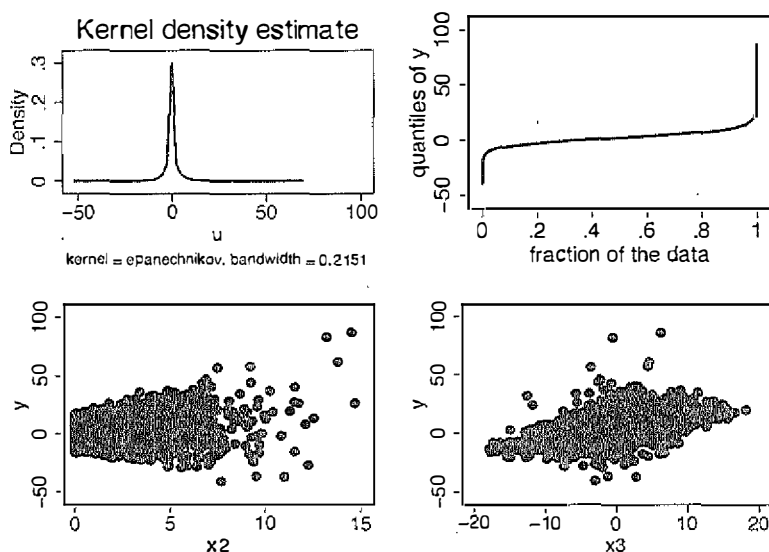 Kernel density estimate
Density
0 .1 .2 .3
−50 0 50 100
u
kernel = epanechnikov, bandwidth = 0.2151
quantiles of y
−50 0 50 100
0 .2 .4 .6 .8 1
fraction of the data
y
−50 0 50 100
0 5 10 15
x2
y
−50 0 50 100
−20 −10 0 10 20
x3